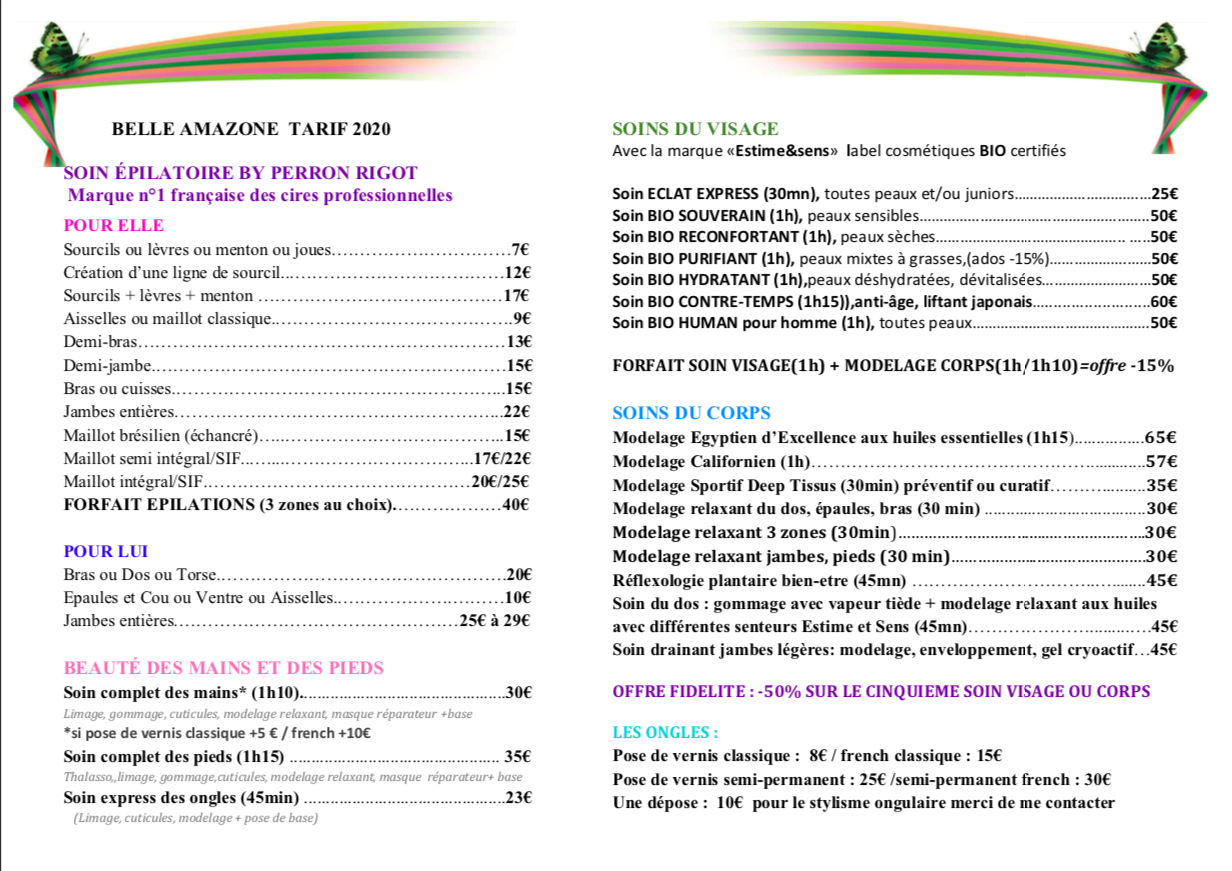 BELLE AMAZONE TARIF 2020
SOIN ÉPILATOIRE BY PERRON RIGOT
Marque n°1 française des cires professionnelles
POUR ELLE
Sourcils ou lèvres ou menton ou joues..................................7€
Création d’une ligne de sourcil..........................................12€
Sourcils + lèvres + menton ..............................................17€
Aisselles ou maillot classique.............................................9€
Demi-bras.....................................................................13€
Demi-jambe...................................................................15€
Bras ou cuisses...............................................................15€
Jambes entières..............................................................22€
Maillot brésilien (échancré)..............................................15€
Maillot semi intégral/SIF...........................................17€/22€
Maillot intégral/SIF..................................................20€/25€
FORFAIT EPILATIONS (3 zones au choix)....................40€
POUR LUI
Bras ou Dos ou Torse......................................................20€
Epaules et Cou ou Ventre ou Aisselles................................10€
Jambes entières......................................................25€ à 29€
BEAUTÉ DES MAINS ET DES PIEDS
Soin complet des mains* (1h10)...............................................30€
Limage, gommage, cuticules, modelage relaxant, masque réparateur +base
*si pose de vernis classique +5 € / french +10€
Soin complet des pieds (1h15) ................................................ 35€
Thalasso,,limage, gommage,cuticules, modelage relaxant, masque réparateur+ base
Soin express des ongles (45min) .............................................23€
(Limage, cuticules, modelage + pose de base)
SOINS DU VISAGE
Avec la marque «Estime&sens» label cosmétiques BIO certifiés
Soin ECLAT EXPRESS (30mn), toutes peaux et/ou juniors................................25€
Soin BIO SOUVERAIN (1h), peaux sensibles.....................................................50€
Soin BIO RECONFORTANT (1h), peaux sèches........................................... .....50€
Soin BIO PURIFIANT (1h), peaux mixtes à grasses,(ados -15%).......................50€
Soin BIO HYDRATANT (1h),peaux déshydratées, dévitalisées.........................50€
Soin BIO CONTRE-TEMPS (1h15)),anti-âge, liftant japonais...........................60€
Soin BIO HUMAN pour homme (1h), toutes peaux.........................................50€
FORFAIT SOIN VISAGE(1h) + MODELAGE CORPS(1h/1h10)=offre -15%
SOINS DU CORPS
Modelage Egyptien d’Excellence aux huiles essentielles (1h15)................65€
Modelage Californien (1h)..................................................................57€
Modelage Sportif Deep Tissus (30min) préventif ou curatif...................35€
Modelage relaxant du dos, épaules, bras (30 min) ...................................30€
Modelage relaxant 3 zones (30min)........................................................30€
Modelage relaxant jambes, pieds (30 min)............................................30€
Réflexologie plantaire bien-etre (45mn) ............................................45€
Soin du dos : gommage avec vapeur tiède + modelage relaxant aux huiles
avec différentes senteurs Estime et Sens (45mn)..................................45€
Soin drainant jambes légères: modelage, enveloppement, gel cryoactif...45€
OFFRE FIDELITE : -50% SUR LE CINQUIEME SOIN VISAGE OU CORPS
LES ONGLES :
Pose de vernis classique : 8€ / french classique : 15€
Pose de vernis semi-permanent : 25€ /semi-permanent french : 30€
Une dépose : 10€ pour le stylisme ongulaire merci de me contacter